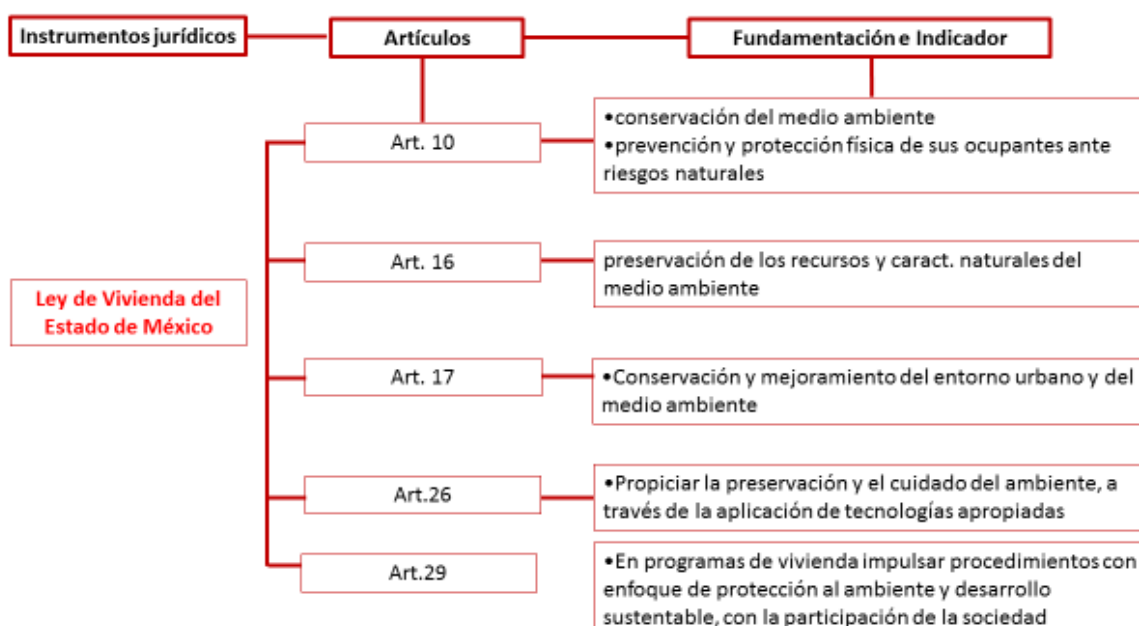 Instrumentos jurídicos
Artículos
Fundamentación e Indicador
Ley de Vivienda del
Estado de México
Art. 10
•conservación del medio ambiente
•prevención y protección física de sus ocupantes ante
riesgos naturales
Art. 16
preservación de los recursos y caract. naturales del
medio ambiente
Art. 17
•Conservación y mejoramiento del entorno urbano y del
medio ambiente
Art.26
•Propiciar la preservación y el cuidado del ambiente, a
través de la aplicación de tecnologías apropiadas
Art.29
•En programas de vivienda impulsar procedimientos con
enfoque de protección al ambiente y desarrollo
sustentable, con la participación de la sociedad